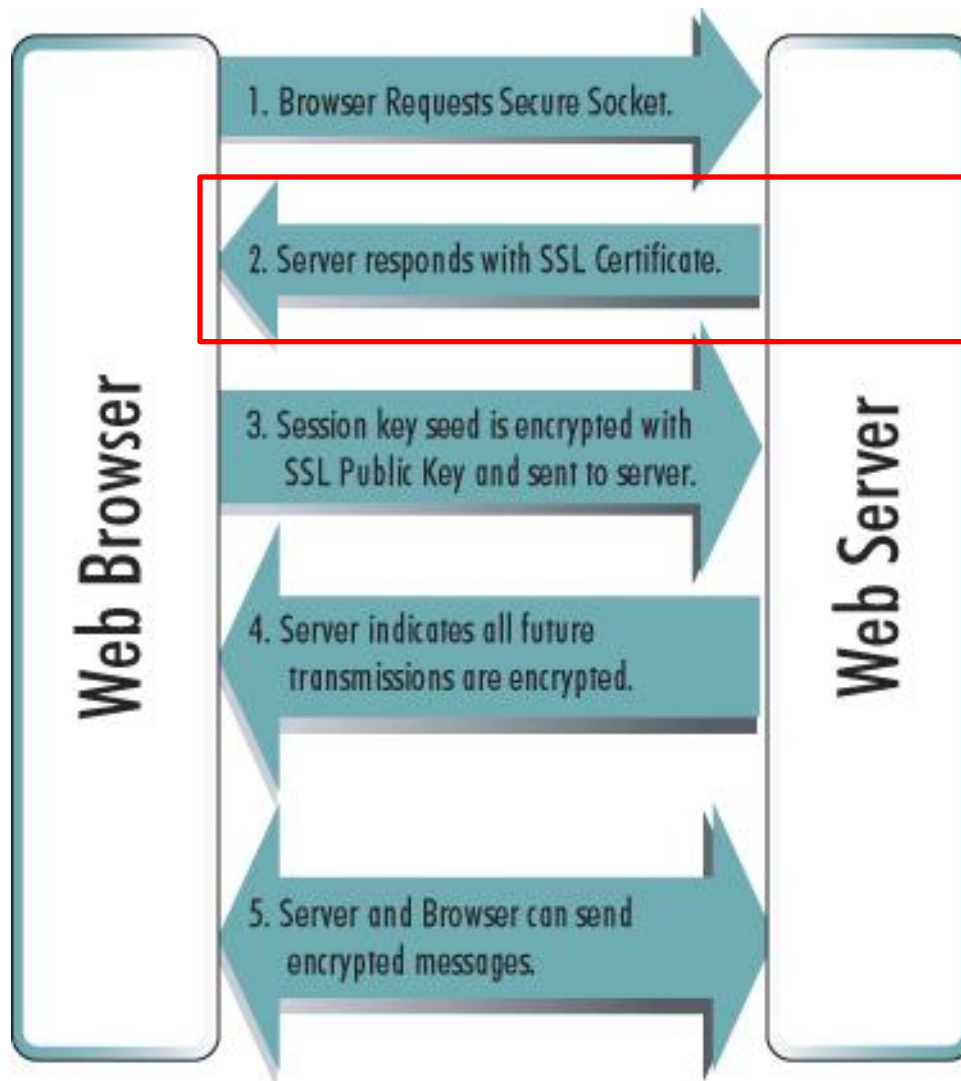 Web Browser
1. Browser Requests Secure Socket.
2. Server responds with SSL Certificate.
3. Session key seed is encrypted with
SSL Public Key and sent to server.
4. Server indicates all future
transmissions are encrypted.
5. Server and Browser can send
encrypted messages.
Web Server